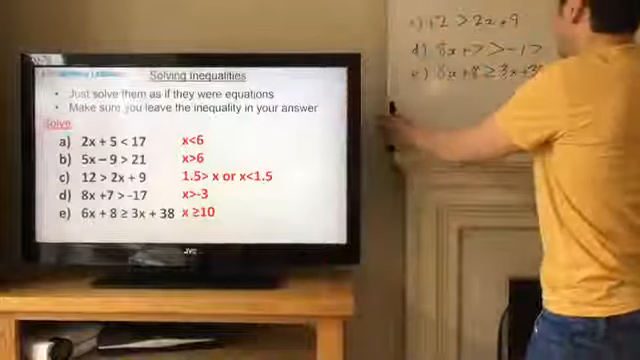 Solving Inequalities
• Just solve them as if they were equations
• Make sure you leave the inequality in your answer
Solve
a) 2x + 5 < 17 x<6
b) 5x – 9 > 21 x>6
c) 12 > 2x + 9 1.5> x or x<1.5
d) 8x +7 > -17 x>-3
e) 6x + 8 ≥ 3x + 38 x ≥10
JVC
c) 12 > 2x + 9
d) 8x + 7 > -17
e) 6x + 8 ≥ 3x + 38